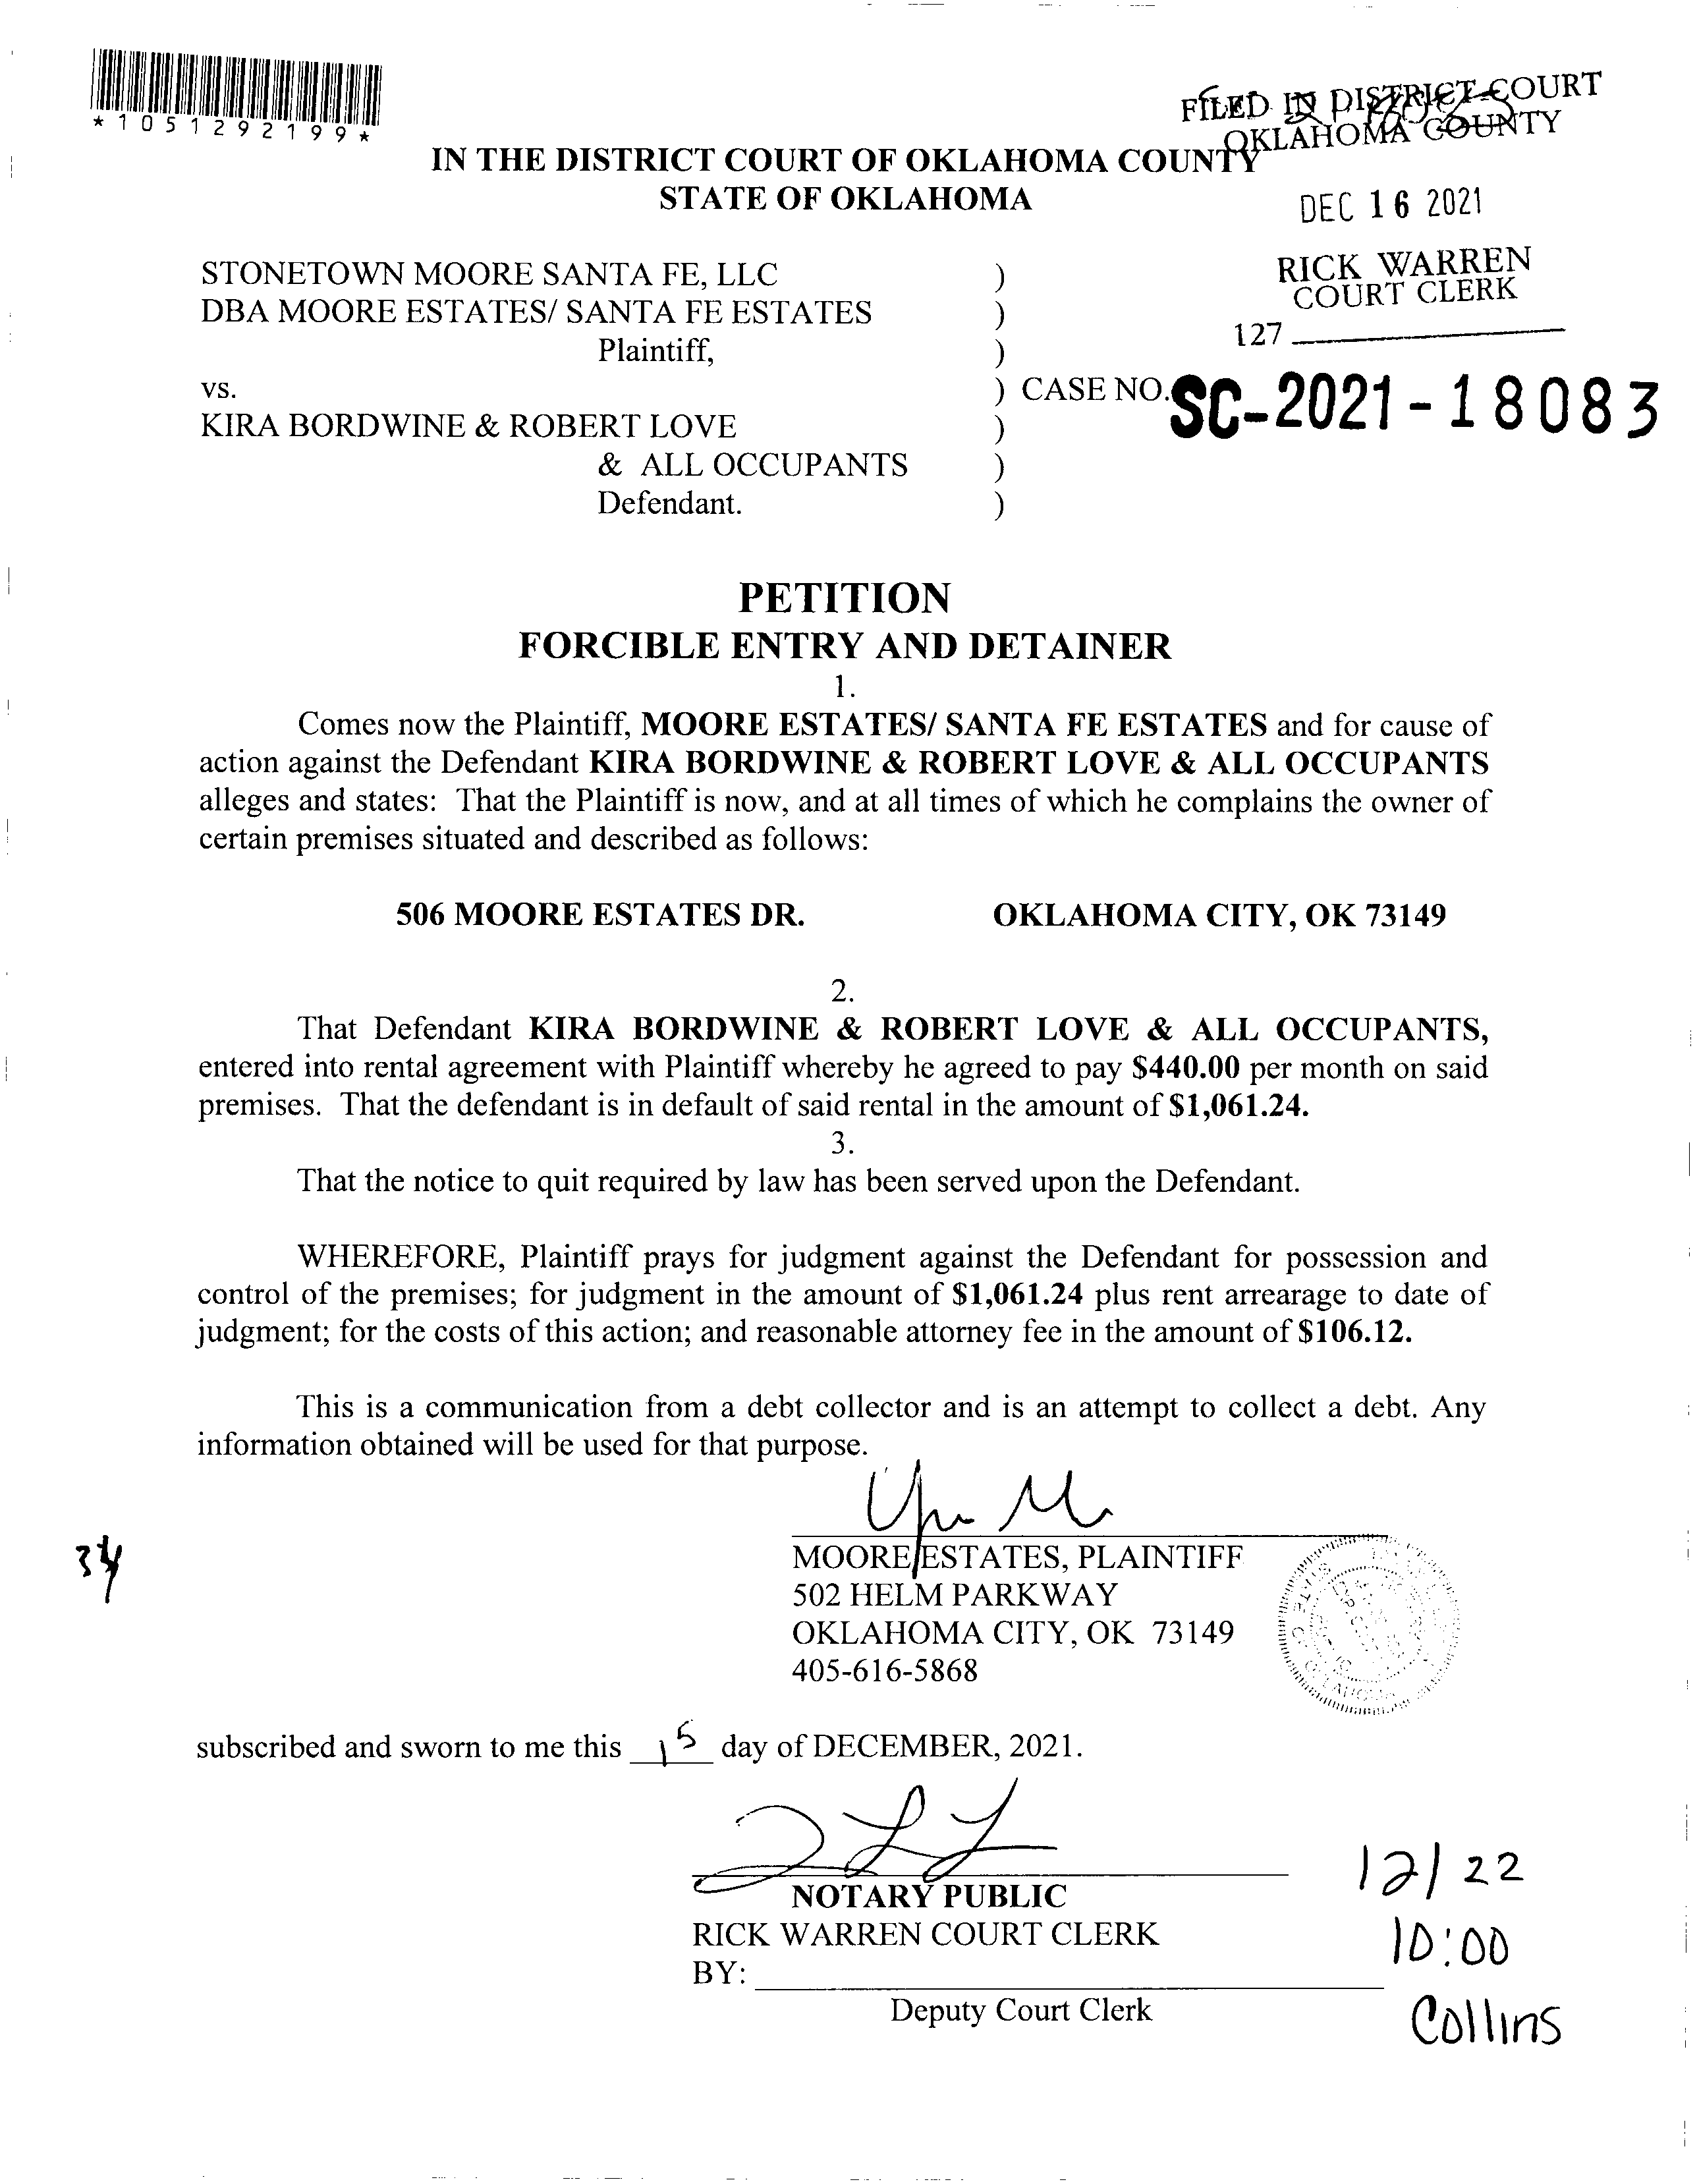 *1051292199*
FILED IN DISTRICT COURT
OKLAHOMA COUNTY
IN THE DISTRICT COURT OF OKLAHOMA COUNTY
STATE OF OKLAHOMA
DEC 16 2021
STONETOWN MOORE SANTA FE, LLC )
RICK WARREN
COURT CLERK
DBA MOORE ESTATES/ SANTA FE ESTATES )
127
Plaintiff, )
vs. ) CASE NO. SC-2021-18083
KIRA BORDWINE & ROBERT LOVE )
& ALL OCCUPANTS )
Defendant. )
PETITION
FORCIBLE ENTRY AND DETAINER
1.
Comes now the Plaintiff, MOORE ESTATES/ SANTA FE ESTATES and for cause of
action against the Defendant KIRA BORDWINE & ROBERT LOVE & ALL OCCUPANTS
alleges and states: That the Plaintiff is now, and at all times of which he complains the owner of
certain premises situated and described as follows:
506 MOORE ESTATES DR. OKLAHOMA CITY, OK 73149
2.
That Defendant KIRA BORDWINE & ROBERT LOVE & ALL OCCUPANTS,
entered into rental agreement with Plaintiff whereby he agreed to pay $440.00 per month on said
premises. That the defendant is in default of said rental in the amount of $1,061.24.
3.
That the notice to quit required by law has been served upon the Defendant.
WHEREFORE, Plaintiff prays for judgment against the Defendant for possession and
control of the premises; for judgment in the amount of $1,061.24 plus rent arrearage to date of
judgment; for the costs of this action; and reasonable attorney fee in the amount of $106.12.
This is a communication from a debt collector and is an attempt to collect a debt. Any
information obtained will be used for that purpose.
MOORE ESTATES, PLAINTIFF
502 HELM PARKWAY
OKLAHOMA CITY, OK 73149
405-616-5868
34
subscribed and sworn to me this 15 day of DECEMBER, 2021.
NOTARY PUBLIC
RICK WARREN COURT CLERK
BY:
Deputy Court Clerk
12/22
10:00
Collins